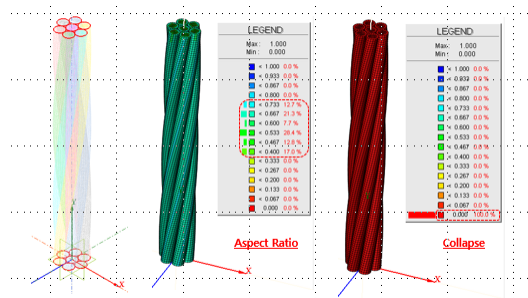 LEGEND
Max: 1.000
Min: 0.000
< 1.000 0.0 %
< 0.933 0.0 %
< 0.867 0.0 %
< 0.800 0.0 %
< 0.733 12.7 %
< 0.667 21.3 %
< 0.600 7.7 %
< 0.533 28.4 %
< 0.467 12.8 %
< 0.400 17.0 %
< 0.333 0.0 %
< 0.267 0.0 %
< 0.200 0.0 %
< 0.133 0.0 %
< 0.067 0.0 %
0.000 0.0 %
Aspect Ratio
X
X
LEGEND
Max: 1.000
Min: 0.000
< 1.000 0.0 %
< 0.933 0.0 %
< 0.867 0.0 %
< 0.800 0.0 %
< 0.733 0.0 %
< 0.667 0.0 %
< 0.600 0.0 %
< 0.533 0.0 %
< 0.467 0.0 %
< 0.400 0.0 %
< 0.333 0.0 %
< 0.267 0.0 %
< 0.200 0.0 %
< 0.133 0.0 %
< 0.067 0.0 %
0.000 100.0 %
Collapse
X